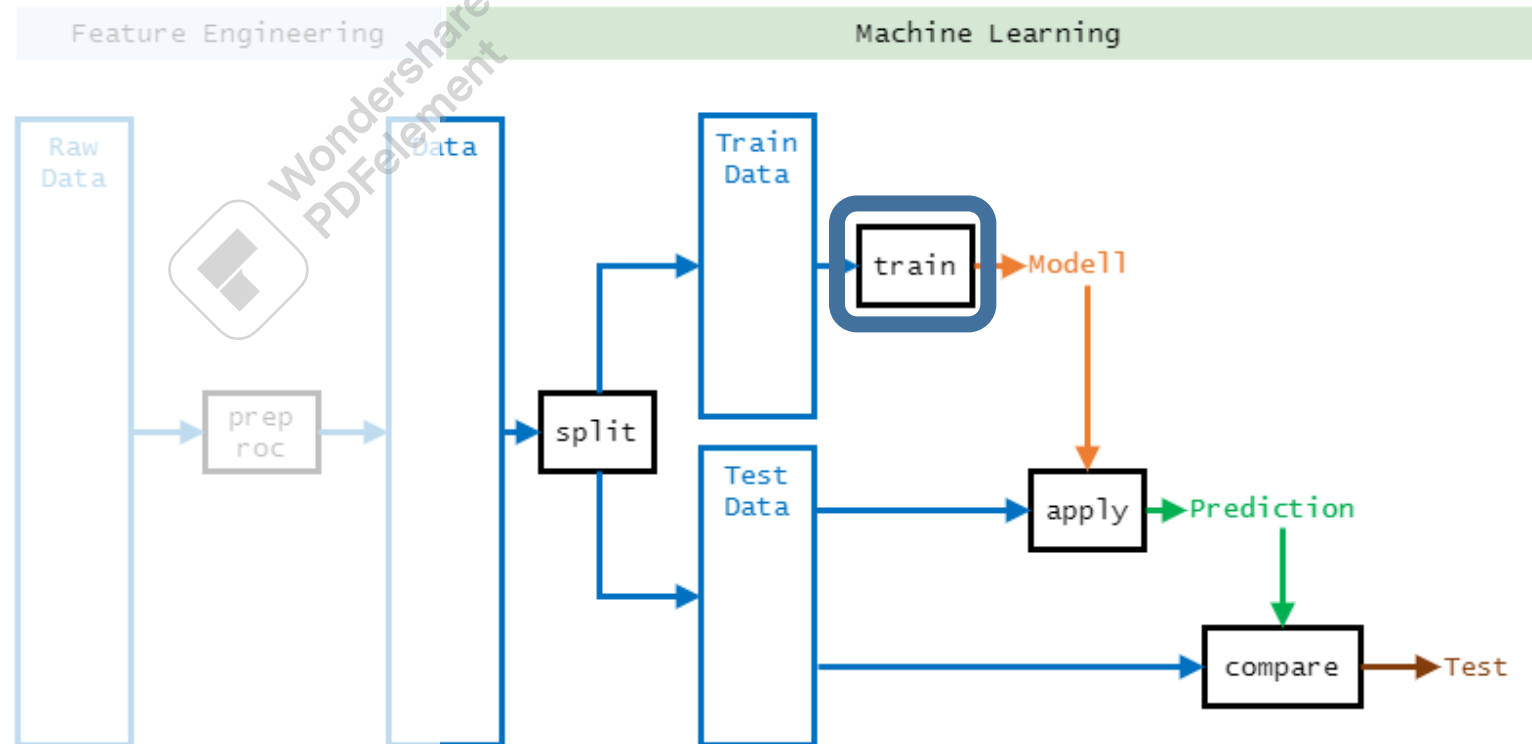 Feature Engineering
Machine Learning
Wondershare
PDFelement
Raw
Data
Data
Train
Data
train
Modell
prep
roc
split
Test
Data
apply
Prediction
compare
Test